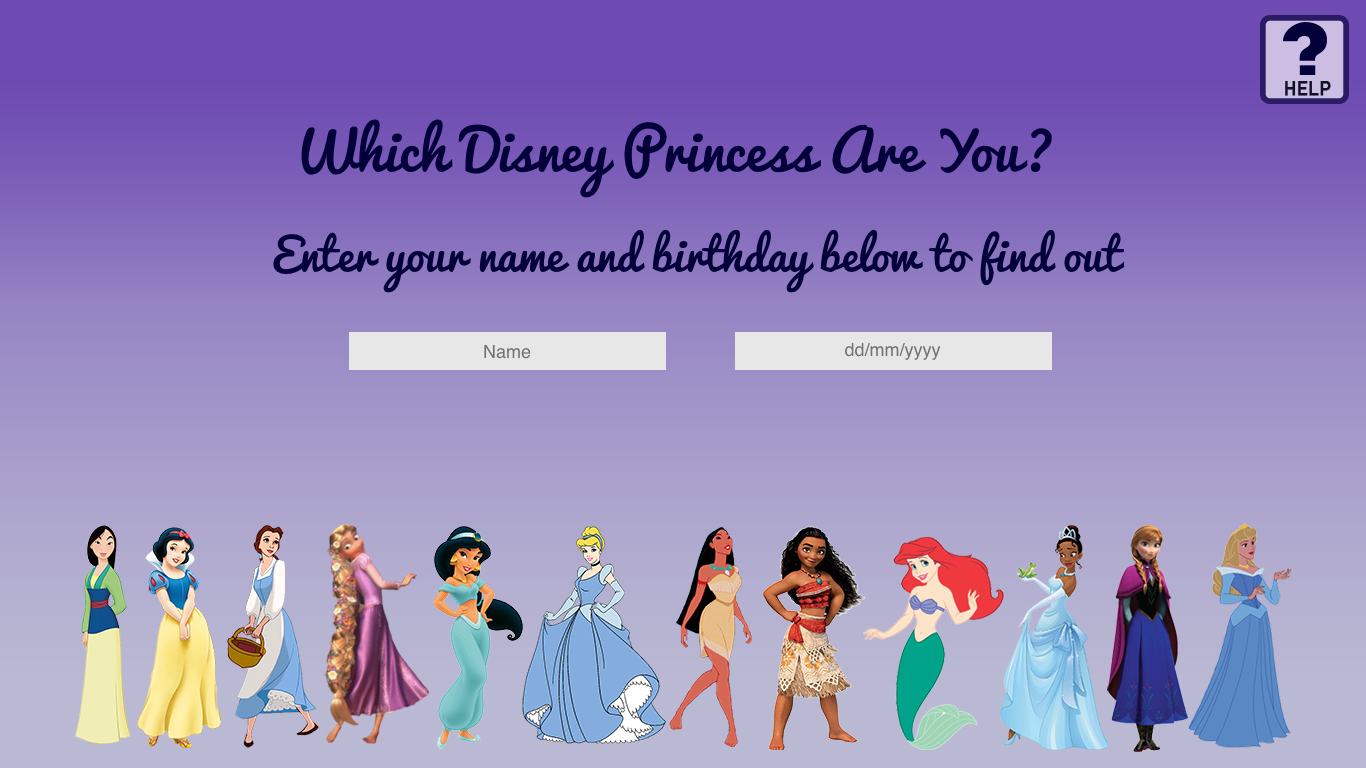 ?
HELP
Which Disney Princess Are You?
Enter your name and birthday below to find out
Name
dd/mm/yyyy